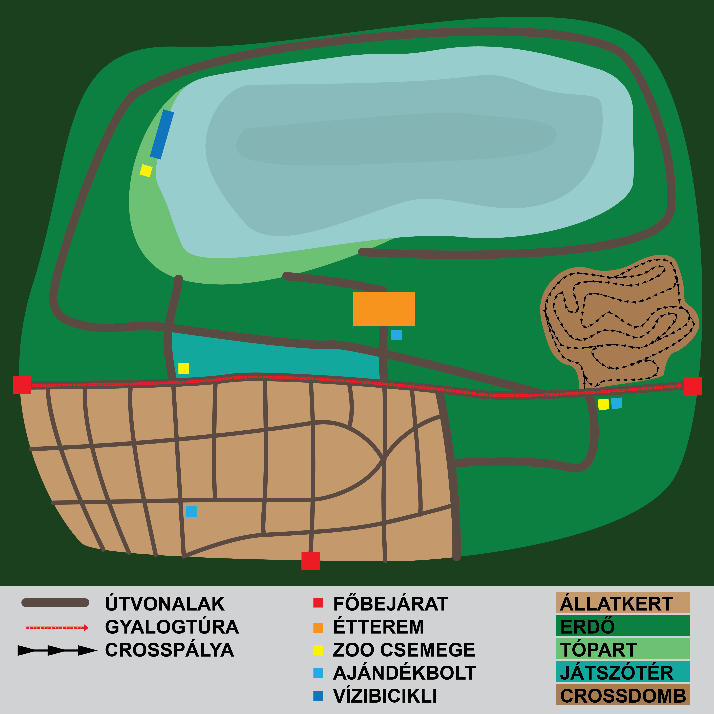 ÚTVONALAK
GYALOGTÚRA
CROSSPÁLYA
FŐBEJÁRAT
ÉTTEREM
ZOO CSEMEGE
AJÁNDÉKBOLT
VÍZIBICIKLI
ÁLLATKERT
ERDŐ
TÓPART
JÁTSZÓTÉR
CROSSDOMB